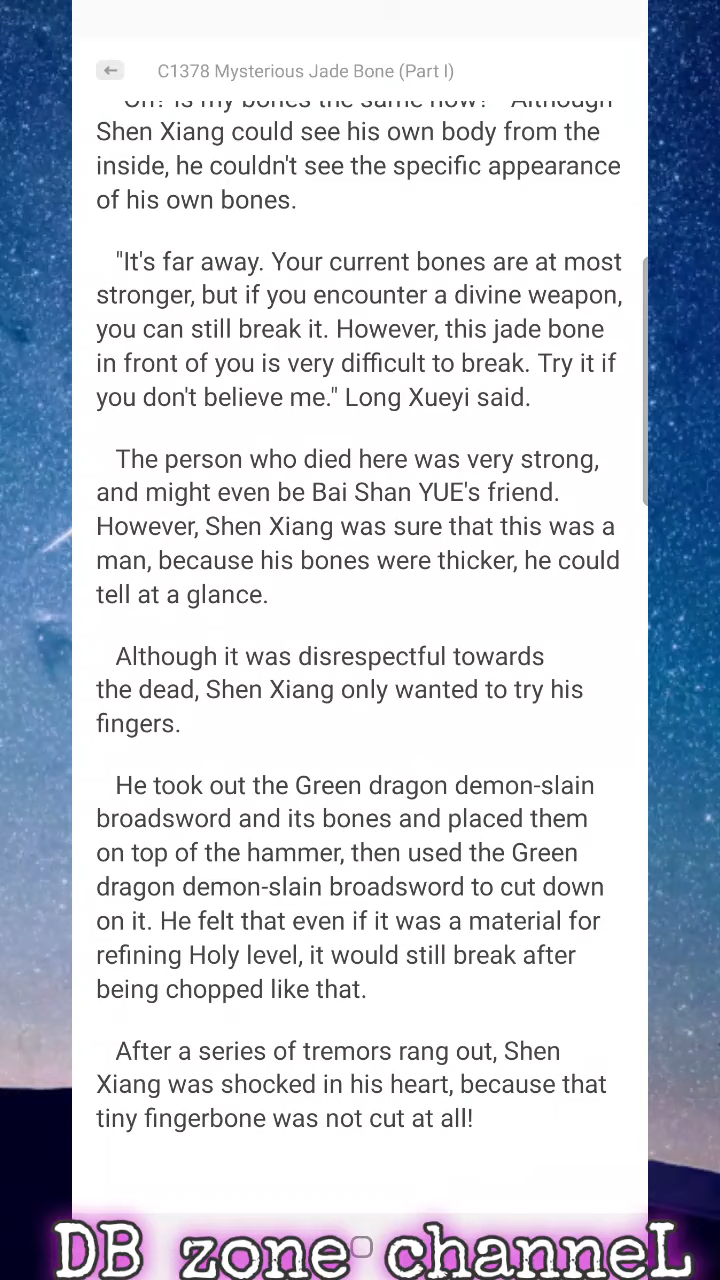 C1378 Mysterious Jade Bone (Part I)
"Oh? Is my bones the same now?" Although
Shen Xiang could see his own body from the
inside, he couldn't see the specific appearance
of his own bones.
"It's far away. Your current bones are at most
stronger, but if you encounter a divine weapon,
you can still break it. However, this jade bone
in front of you is very difficult to break. Try it if
you don't believe me." Long Xueyi said.
The person who died here was very strong,
and might even be Bai Shan YUE's friend.
However, Shen Xiang was sure that this was a
man, because his bones were thicker, he could
tell at a glance.
Although it was disrespectful towards
the dead, Shen Xiang only wanted to try his
fingers.
He took out the Green dragon demon-slain
broadsword and its bones and placed them
on top of the hammer, then used the Green
dragon demon-slain broadsword to cut down
on it. He felt that even if it was a material for
refining Holy level, it would still break after
being chopped like that.
After a series of tremors rang out, Shen
Xiang was shocked in his heart, because that
tiny fingerbone was not cut at all!
DB zone channeL